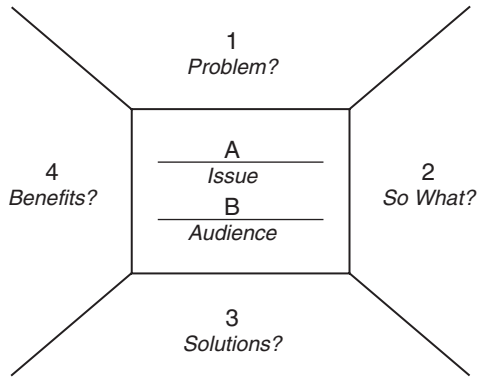 1
Problem?
A
Issue
B
Audience
4
Benefits?
2
So What?
3
Solutions?